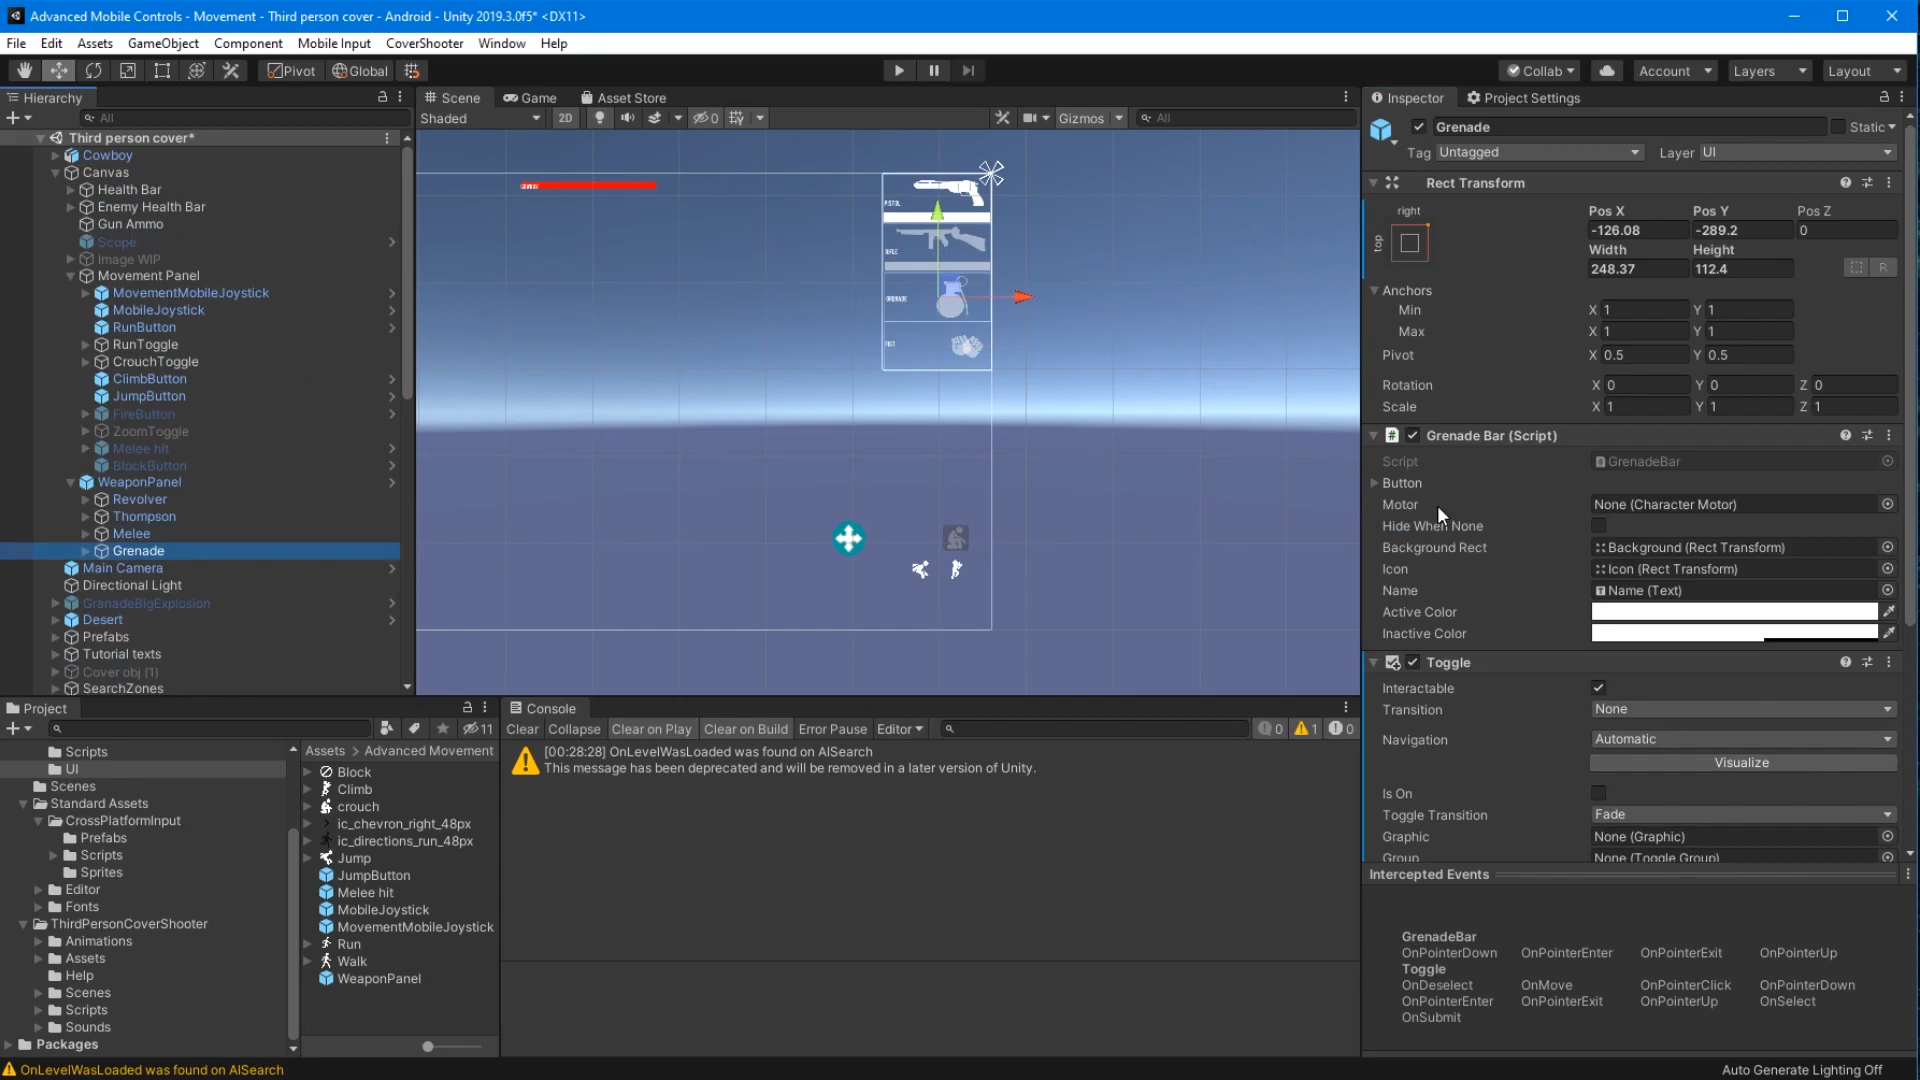 Advanced Mobile Controls - Movement - Third person cover - Android - Unity 2019.3.0f5* <DX11>
File Edit Assets GameObject Component Mobile Input CoverShooter Window Help
Pivot Global Collab Account Layers Layout
Hierarchy
All
Third person cover*
Cowboy
Canvas
Health Bar
Enemy Health Bar
Gun Ammo
Scope
Image WIP
Movement Panel
MovementMobileJoystick
MobileJoystick
RunButton
RunToggle
CrouchToggle
ClimbButton
JumpButton
FireButton
ZoomToggle
Melee hit
BlockButton
WeaponPanel
Revolver
Thompson
Melee
Grenade
Main Camera
Directional Light
GranadeBigExplosion
Desert
Prefabs
Tutorial texts
Cover obj (1)
SearchZones
Scene Game Asset Store
Shaded 2D 0 Gizmos All
PISTOL
RIFLE
GRENADE
FIST
Inspector Project Settings
Grenade Static
Tag Untagged Layer UI
Rect Transform
right
top
Pos X Pos Y Pos Z
-126.08 -289.2 0
Width Height
248.37 112.4 R
Anchors
Min X 1 Y 1
Max X 1 Y 1
Pivot X 0.5 Y 0.5
Rotation X 0 Y 0 Z 0
Scale X 1 Y 1 Z 1
Grenade Bar (Script)
Script GrenadeBar
Button
Motor None (Character Motor)
Hide When None
Background Rect Background (Rect Transform)
Icon Icon (Rect Transform)
Name Name (Text)
Active Color
Inactive Color
Toggle
Interactable
Transition None
Navigation Automatic
Visualize
Is On
Toggle Transition Fade
Graphic None (Graphic)
Group None (Toggle Group)
Intercepted Events
GrenadeBar
OnPointerDown OnPointerEnter OnPointerExit OnPointerUp
Toggle
OnDeselect OnMove OnPointerClick OnPointerDown
OnPointerEnter OnPointerExit OnPointerUp OnSelect
OnSubmit
Project
11
Scripts
UI
Scenes
Standard Assets
CrossPlatformInput
Prefabs
Scripts
Sprites
Editor
Fonts
ThirdPersonCoverShooter
Animations
Assets
Help
Scenes
Scripts
Sounds
Packages
Assets > Advanced Movement
Block
Climb
crouch
ic_chevron_right_48px
ic_directions_run_48px
Jump
JumpButton
Melee hit
MobileJoystick
MovementMobileJoystick
Run
Walk
WeaponPanel
Console
Clear Collapse Clear on Play Clear on Build Error Pause Editor 0 1 0
[00:28:28] OnLevelWasLoaded was found on AISearch
This message has been deprecated and will be removed in a later version of Unity.
OnLevelWasLoaded was found on AISearch
Auto Generate Lighting Off